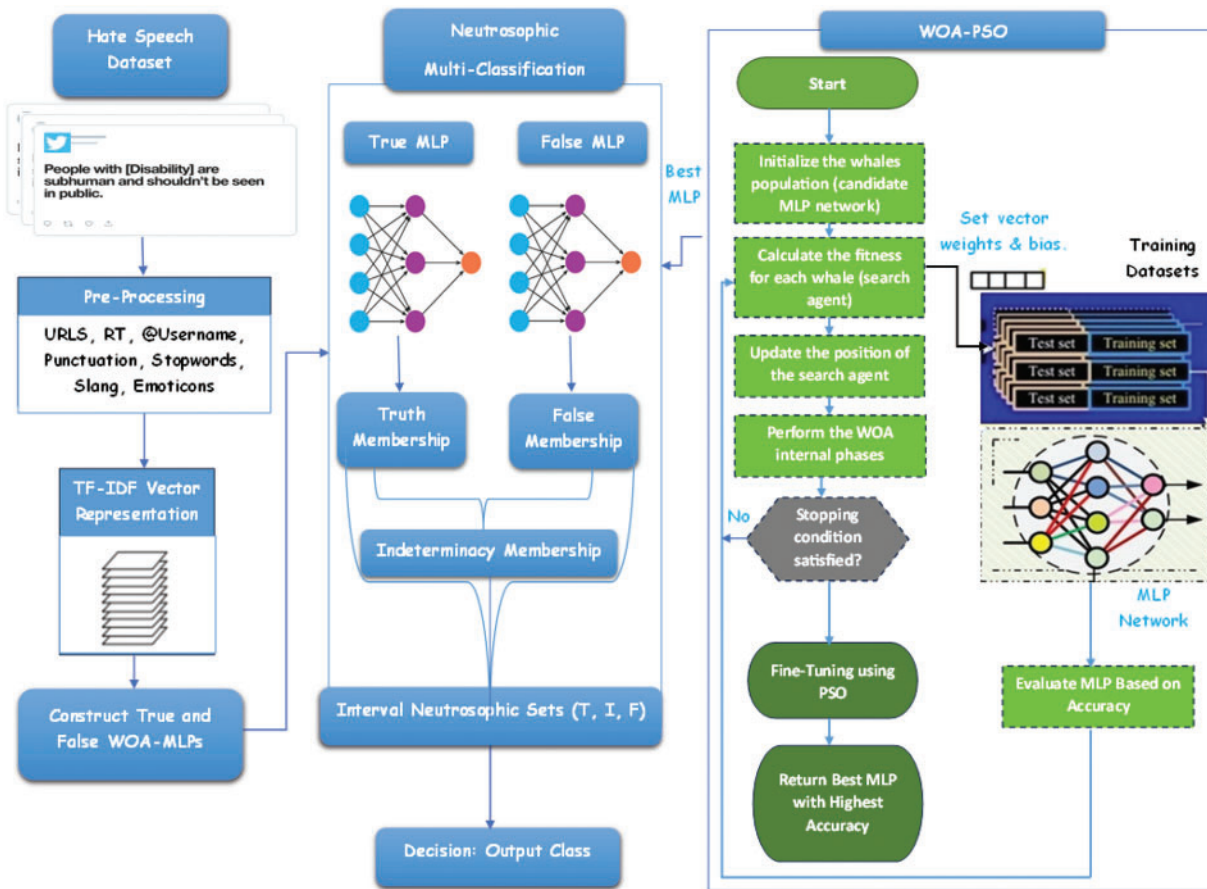 Hate Speech
Dataset
People with [Disability] are
subhuman and shouldn't be seen
in public.
Pre-Processing
URLS, RT, @Username,
Punctuation, Stopwords,
Slang, Emoticons
TF-IDF Vector
Representation
Construct True and
False WOA-MLPs
Neutrosophic
Multi-Classification
True MLP
False MLP
Truth
Membership
False
Membership
Indeterminacy Membership
Interval Neutrosophic Sets (T, I, F)
Decision: Output Class
Best
MLP
WOA-PSO
Start
Initialize the whales
population (candidate
MLP network)
Calculate the fitness
for each whale (search
agent)
Update the position of
the search agent
Perform the WOA
internal phases
No
Stopping
condition
satisfied?
Fine-Tuning using
PSO
Return Best MLP
with Highest
Accuracy
Set vector
weights & bias.
Training
Datasets
Test set Training set
Test set Training set
Test set Training set
MLP
Network
Evaluate MLP Based on
Accuracy